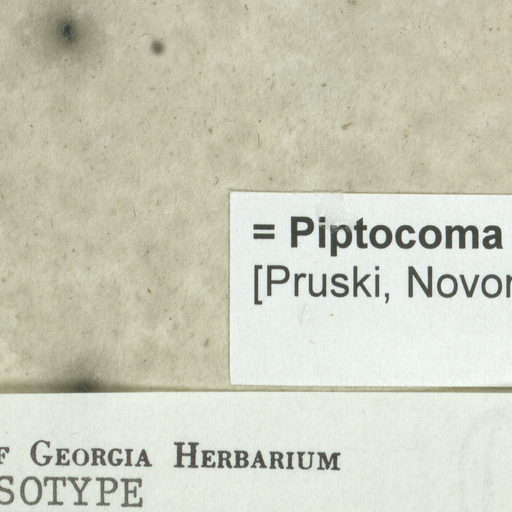 = Piptocoma
[Pruski, Novon
F GEORGIA HERBARIUM
SOTYPE